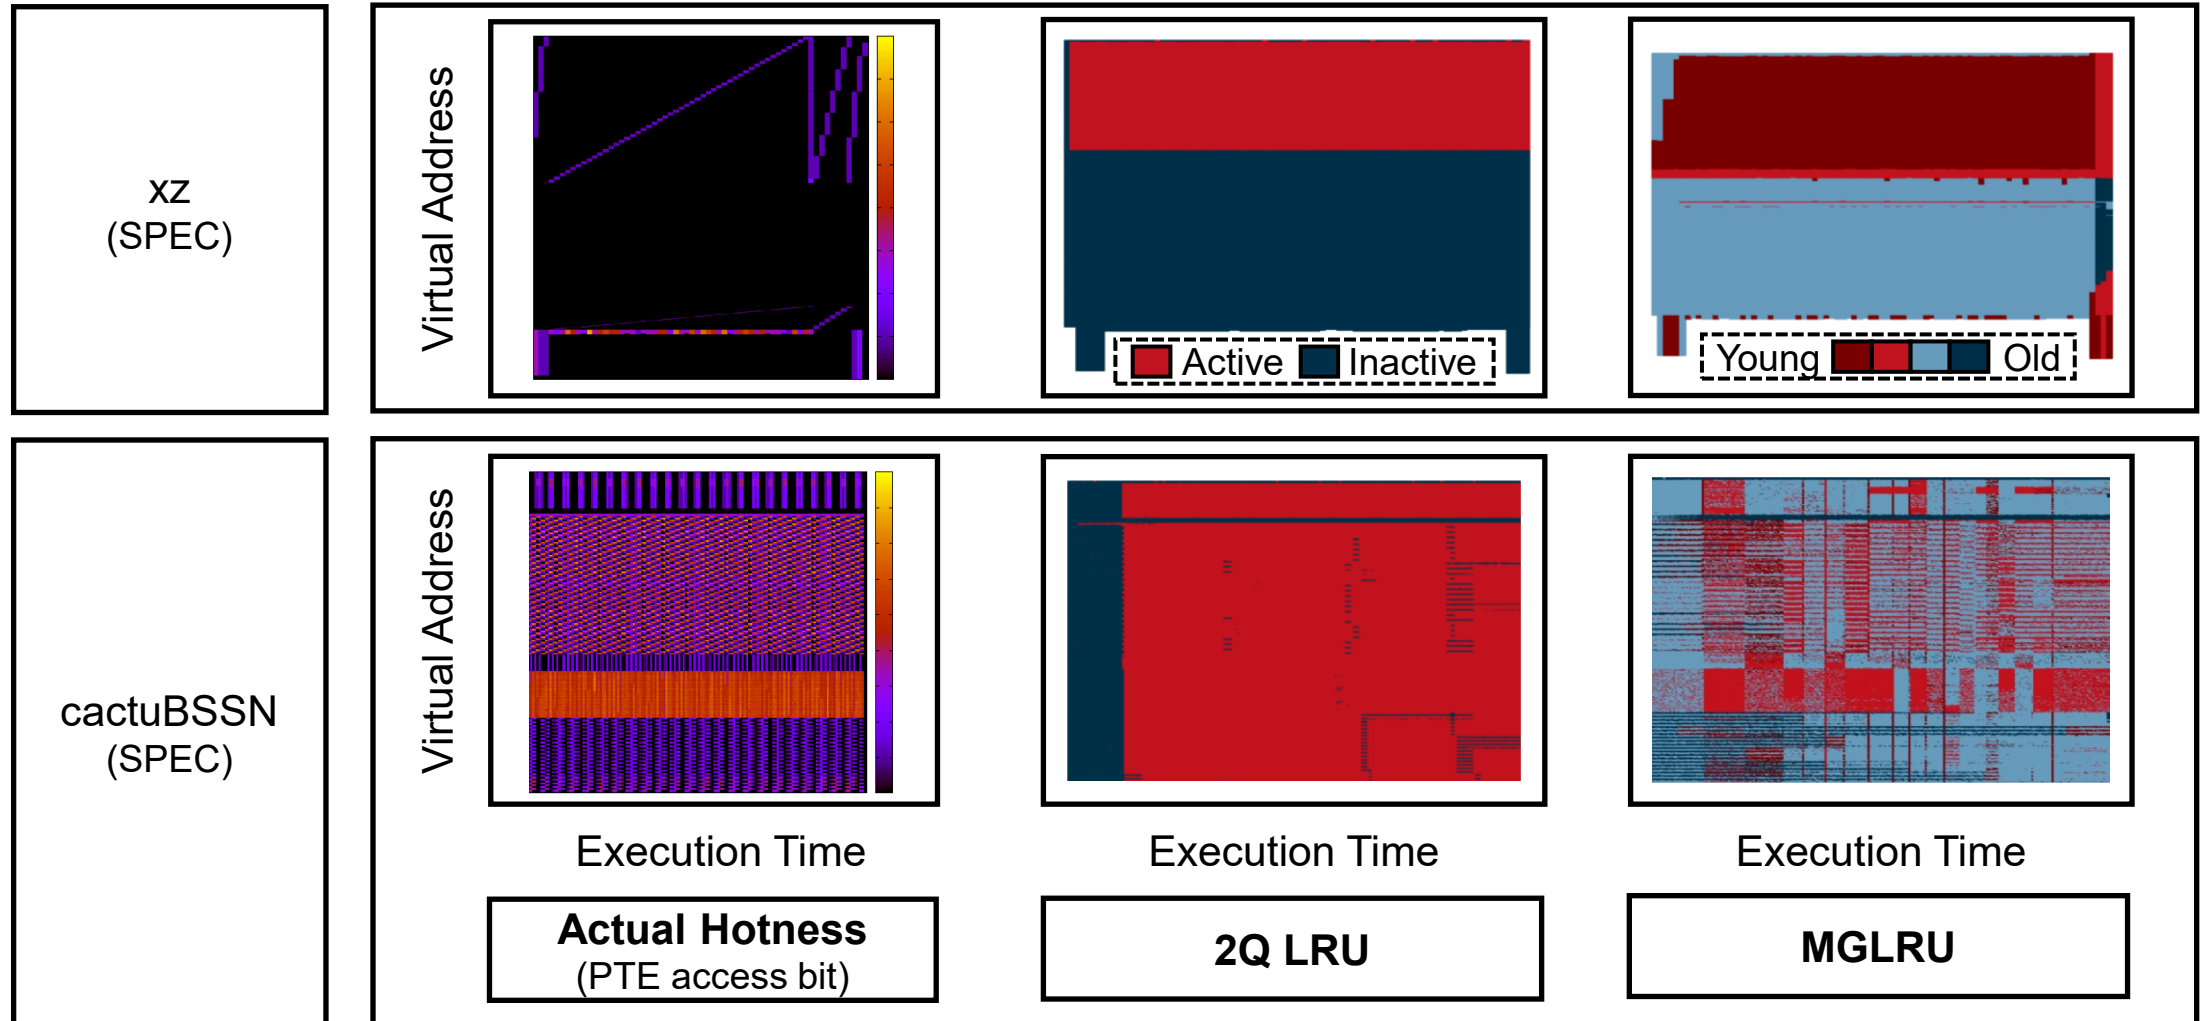 xz
(SPEC)
Virtual Address
Active
Inactive
Young
Old
cactuBSSN
(SPEC)
Virtual Address
Execution Time
Execution Time
Execution Time
Actual Hotness
(PTE access bit)
2Q LRU
MGLRU